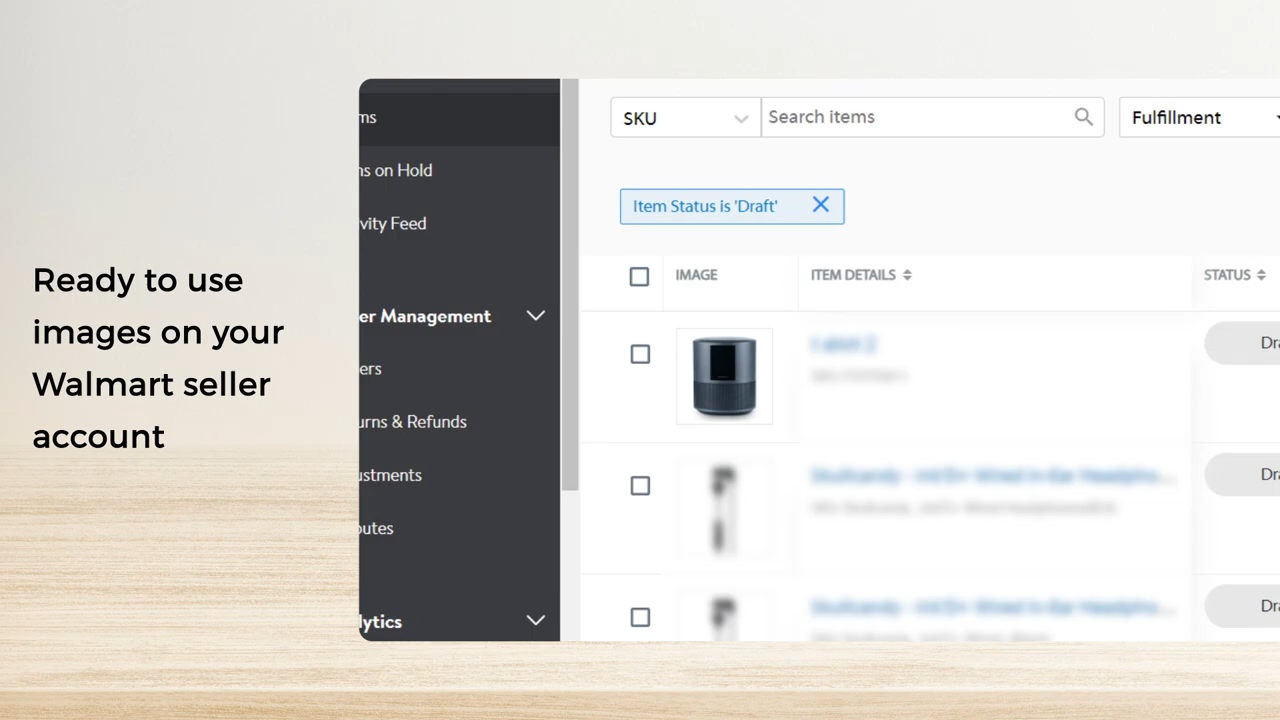 Ready to use
images on your
Walmart seller
account
ms
ns on Hold
vity Feed
er Management
ers
urns & Refunds
ustments
outes
lytics
SKU
Search items
Fulfillment
Item Status is 'Draft'
IMAGE
ITEM DETAILS
STATUS
Dra
Dra
Dra